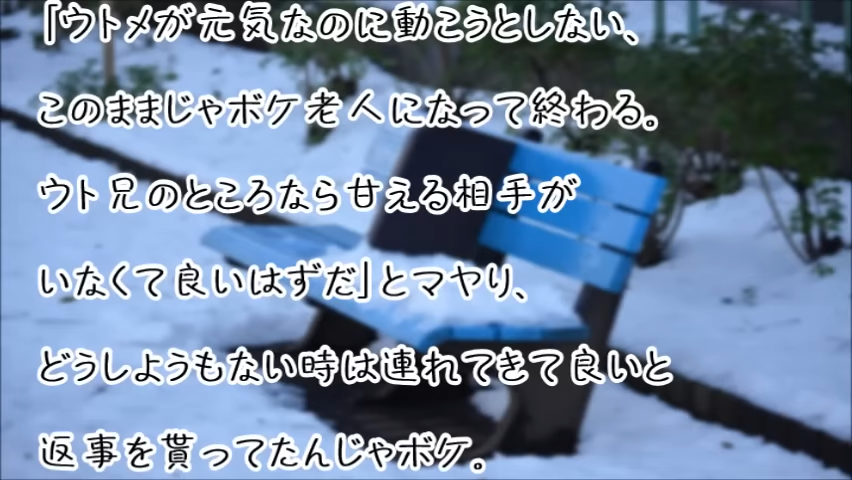 「ウトメが元気なのに動こうとしない、
このままじゃボケ老人になって終わる。
ウト兄のところなら甘える相手が
いなくて良いはずだ」とマヤり、
どうしようもない時は連れてきて良いと
返事を貰ってたんじゃボケ。